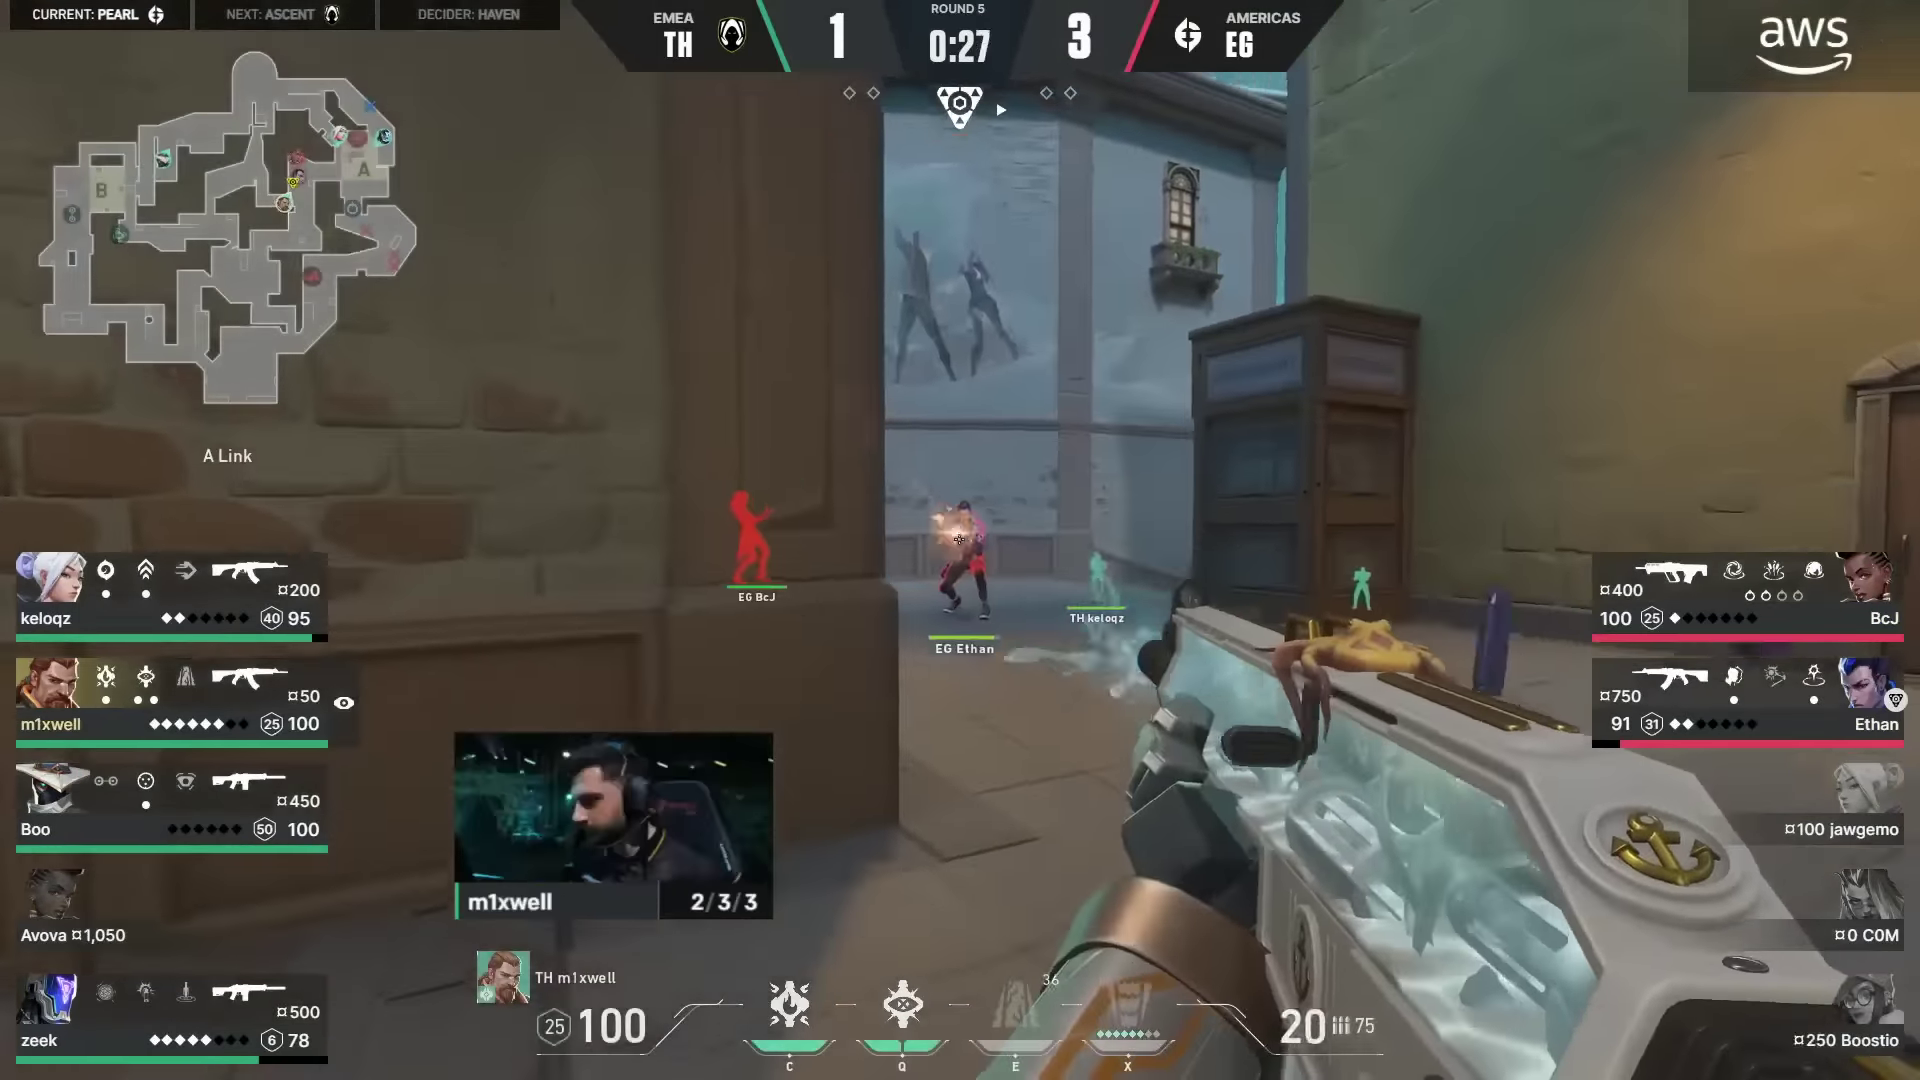 CURRENT: PEARL
NEXT: ASCENT
DECIDER: HAVEN
EMEA
TH
1
ROUND 5
0:27
3
AMERICAS
EG
aws
B
A
A Link
EG BcJ
EG Ethan
TH keloqz
¤200
keloqz
40 95
¤50
m1xwell
25 100
¤450
Boo
50 100
Avova ¤1,050
¤500
zeek
6 78
¤400
100 25
BcJ
¤750
91 31
Ethan
¤100 jawgemo
¤0 C0M
¤250 Boostio
m1xwell
2/3/3
TH m1xwell
25 100
36
C
Q
E
X
20 75